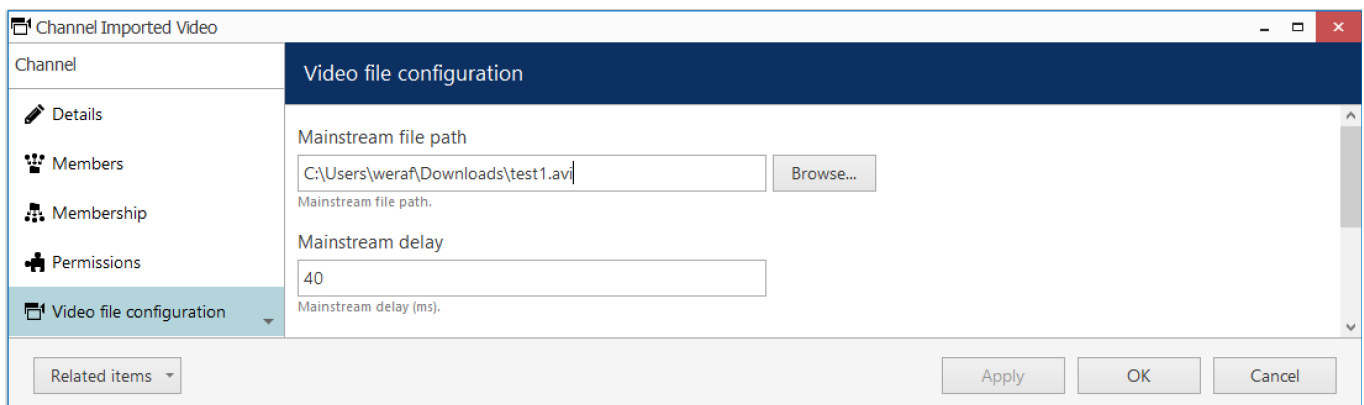 Channel Imported Video
Channel
Video file configuration
Details
Members
Membership
Permissions
Video file configuration
Mainstream file path
C:\Users\weraf\Downloads\test1.avi
Browse...
Mainstream file path.
Mainstream delay
40
Mainstream delay (ms).
Related items
Apply
OK
Cancel